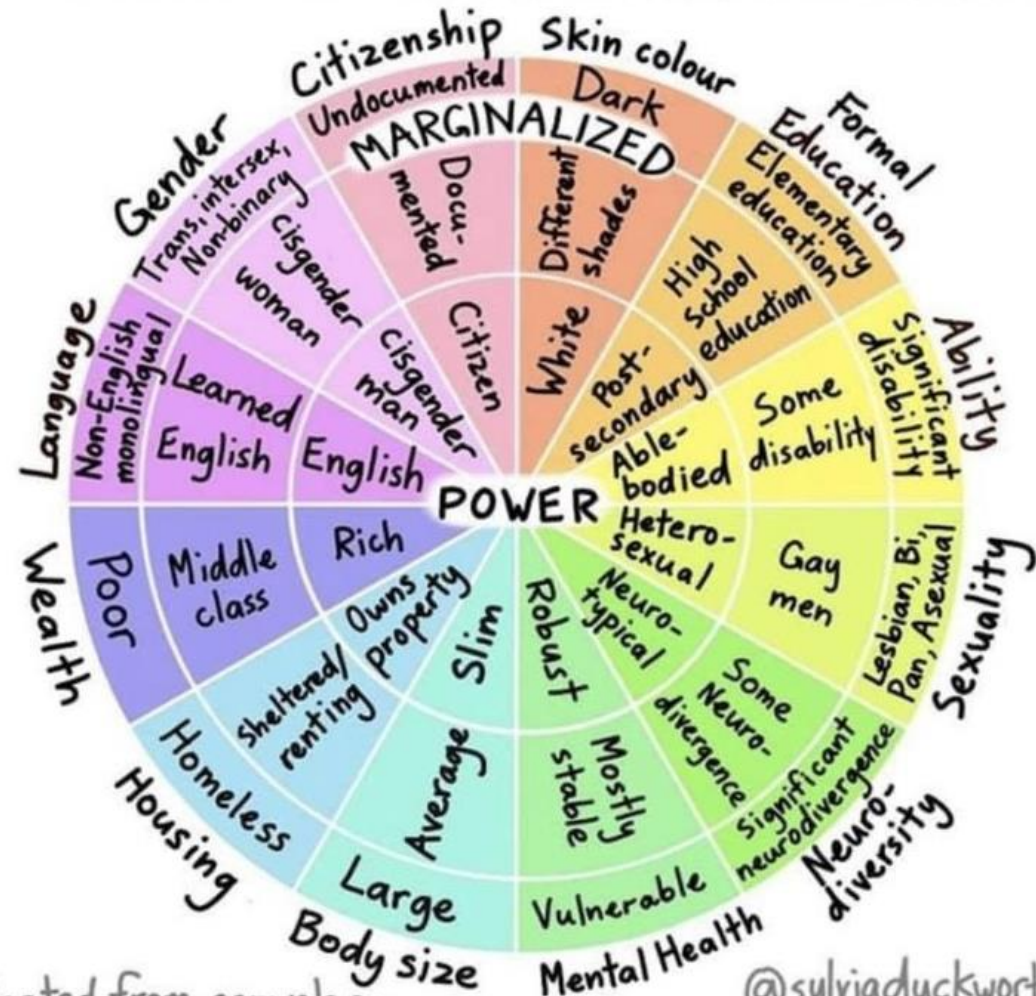 Citizenship
Undocumented
Docu-
mented
Citizen
Skin colour
Dark
Different
shades
White
Formal
Education
Elementary
education
High
school
education
Post-
secondary
Ability
Significant
disability
Some
disability
Able-
bodied
Sexuality
Lesbian, Bi,
Pan, Asexual
Gay
men
Hetero-
sexual
Neuro-
diversity
Significant
neurodivergence
Some
Neuro-
divergence
Neuro-
typical
Mental Health
Vulnerable
Mostly
stable
Robust
Body size
Large
Average
Slim
Housing
Homeless
Sheltered/
renting
Owns
property
Wealth
Poor
Middle
class
Rich
Language
Non-English
monolingual
Learned
English
English
Gender
Trans, intersex,
Non-binary
cisgender
woman
cisgender
man
MARGINALIZED
POWER
@sylviaduckwor